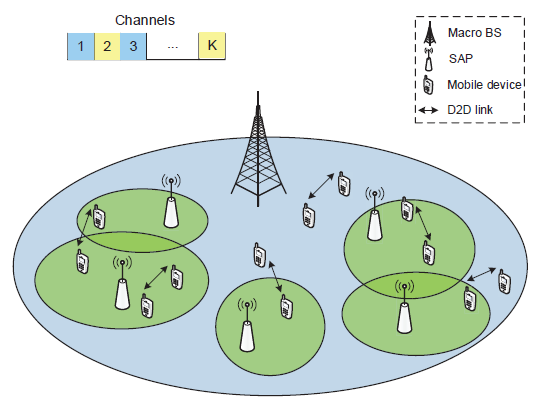 Channels
1 2 3 ... K
Macro BS
SAP
Mobile device
D2D link